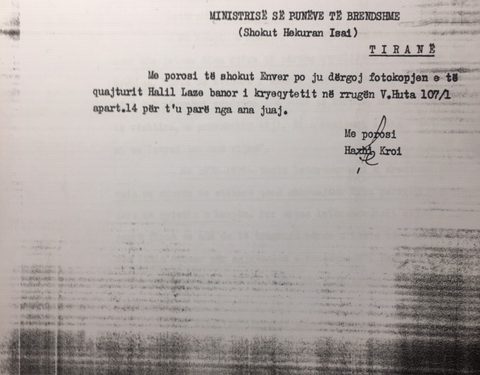 MINISTRISË SË PUNËVE TË BRENDSHME
(Shokut Hekuran Isai)
TIRANË
Me porosi të shokut Enver po ju dërgoj fotokopjen e të
quajturit Halil Laze banor i kryeqytetit në rrugën V.Huta 107/1
apart.14 për t'u parë nga ana juaj.
Me porosi
Haxhi Kroi